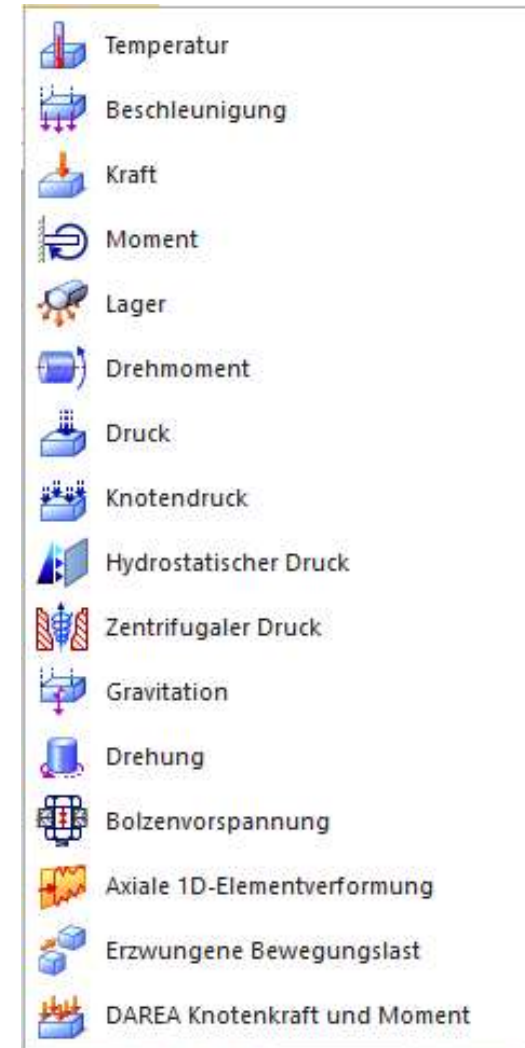 Temperatur
Beschleunigung
Kraft
Moment
Lager
Drehmoment
Druck
Knotendruck
Hydrostatischer Druck
Zentrifugaler Druck
Gravitation
Drehung
Bolzenvorspannung
Axiale 1D-Elementverformung
Erzwungene Bewegungslast
DAREA Knotenkraft und Moment